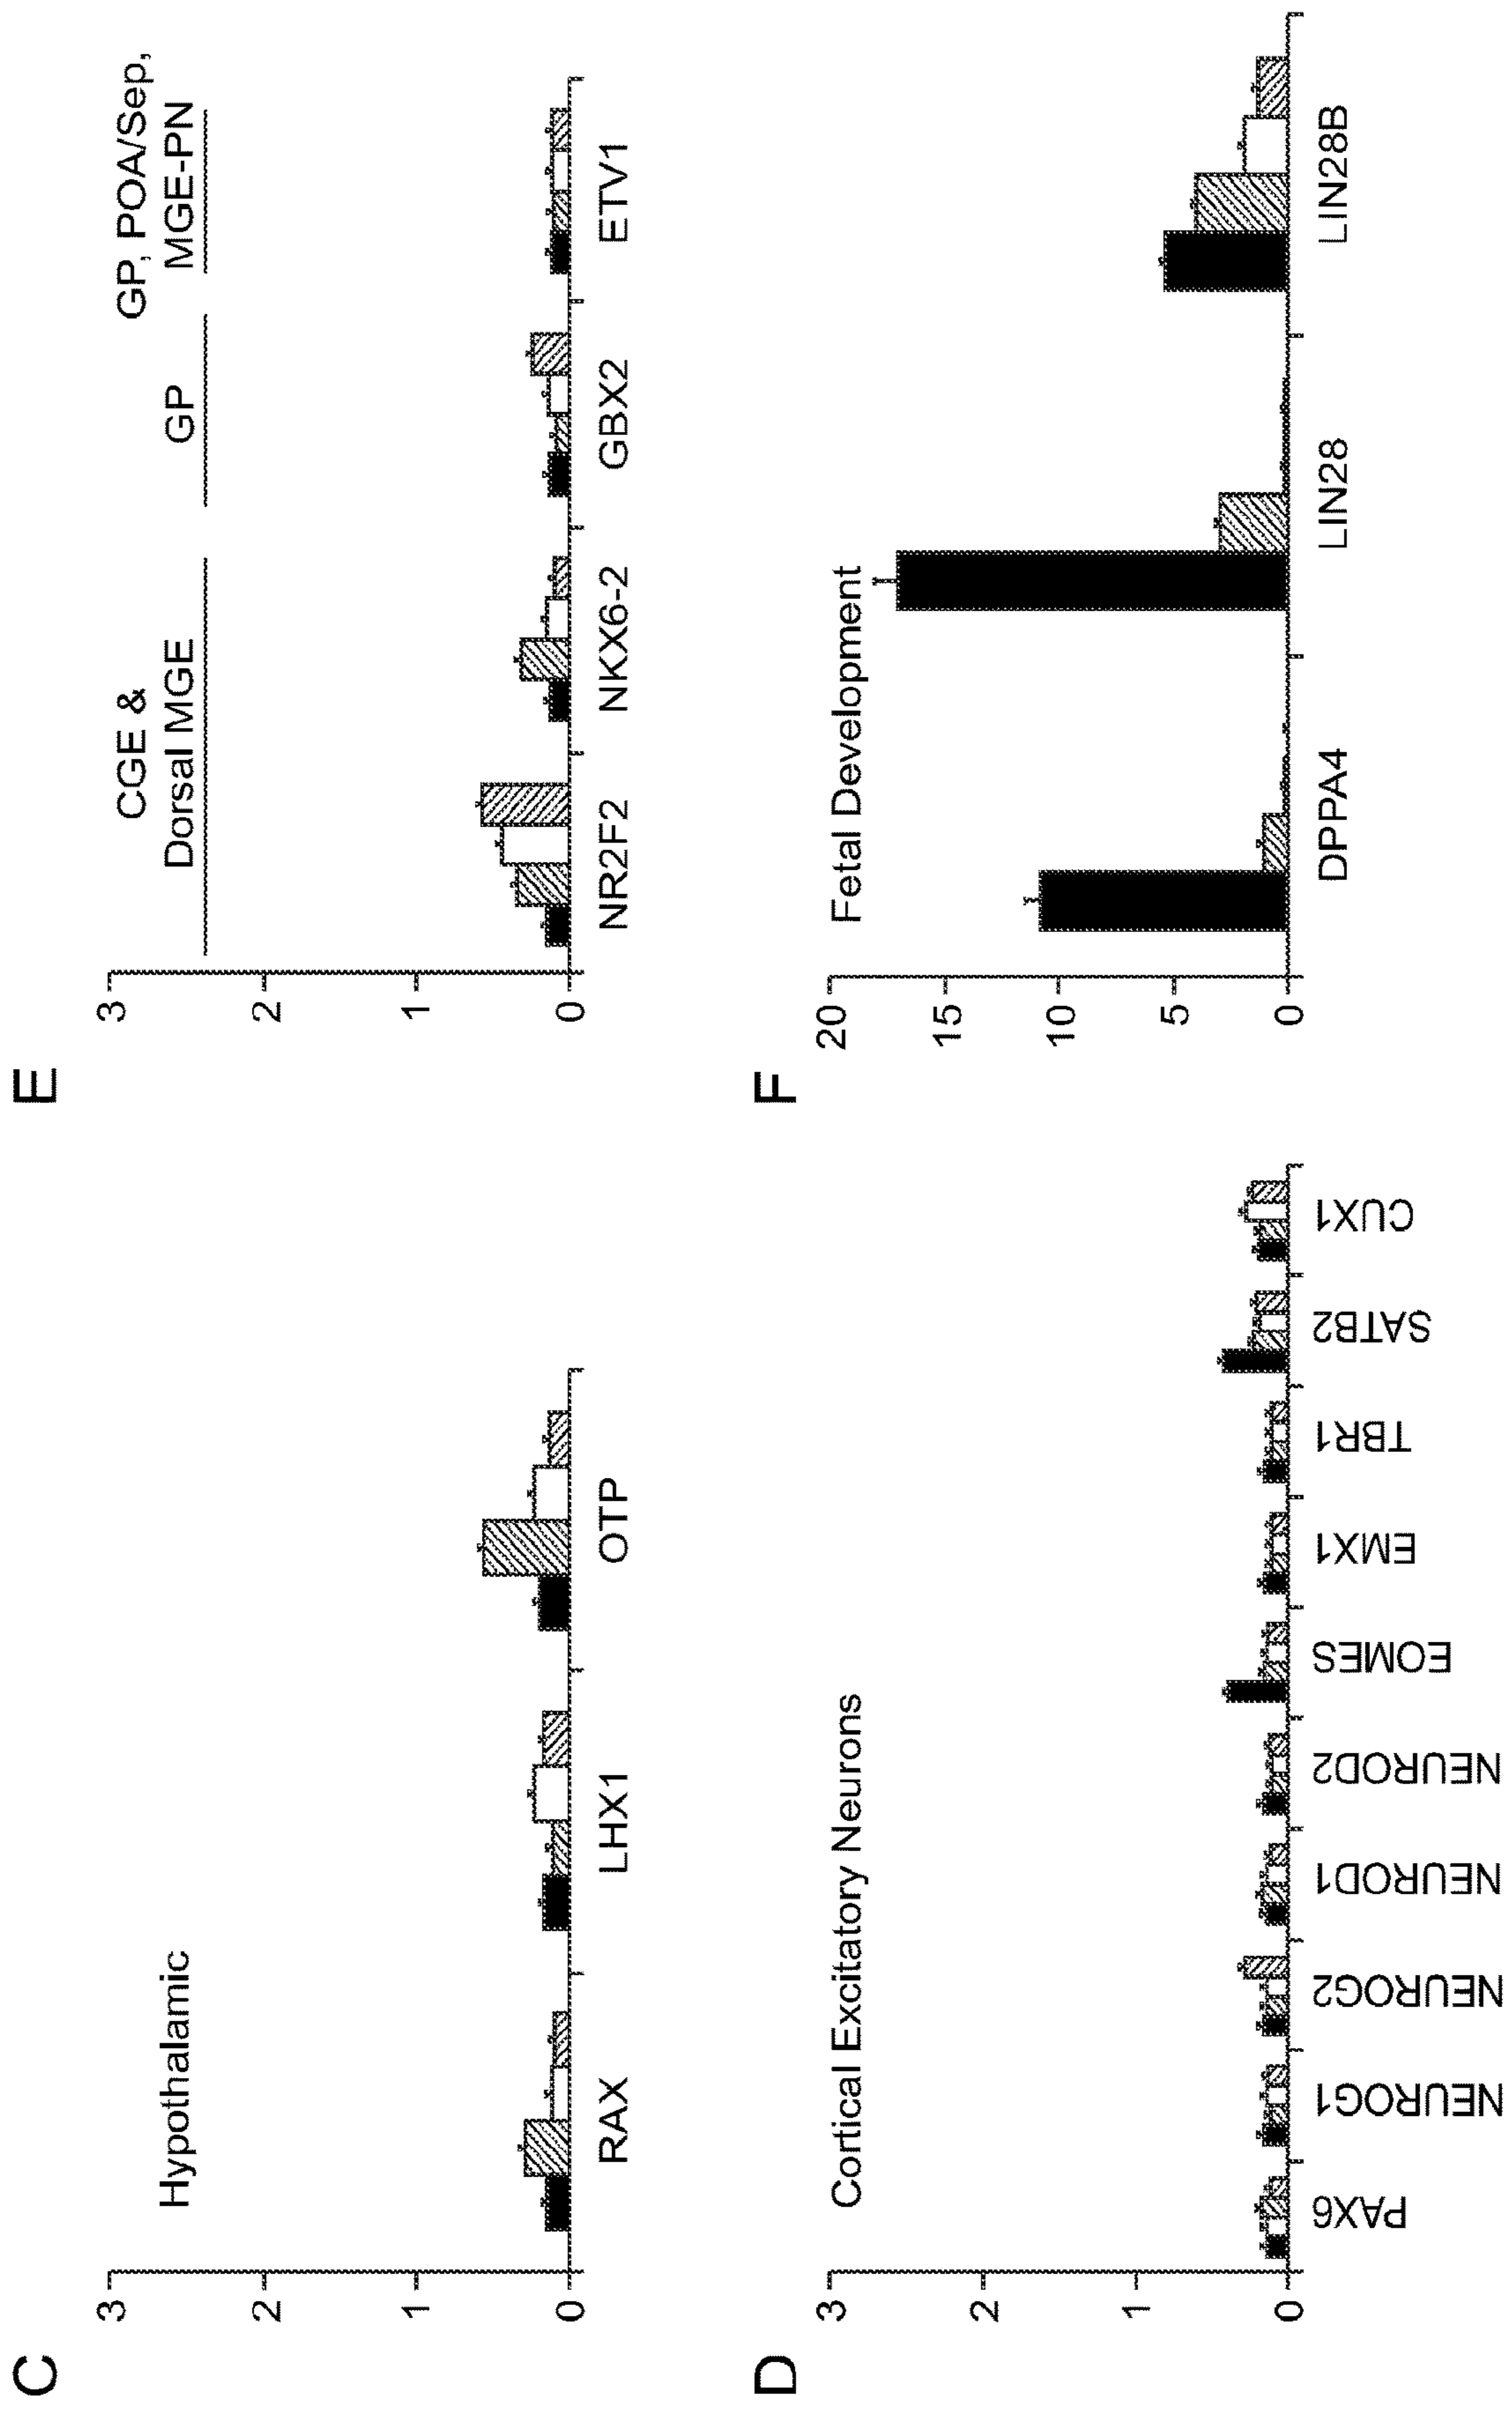 C
Hypothalamic
3
2
1
0
RAX
LHX1
OTP
D
Cortical Excitatory Neurons
3
2
1
0
PAX6
NEUROG1
NEUROG2
NEUROD1
NEUROD2
EOMES
EMX1
TBR1
SATB2
CUX1
E
CGE &
Dorsal MGE
GP
GP, POA/Sep,
MGE-PN
3
2
1
0
NR2F2
NKX6-2
GBX2
ETV1
F
Fetal Development
20
15
10
5
0
DPPA4
LIN28
LIN28B